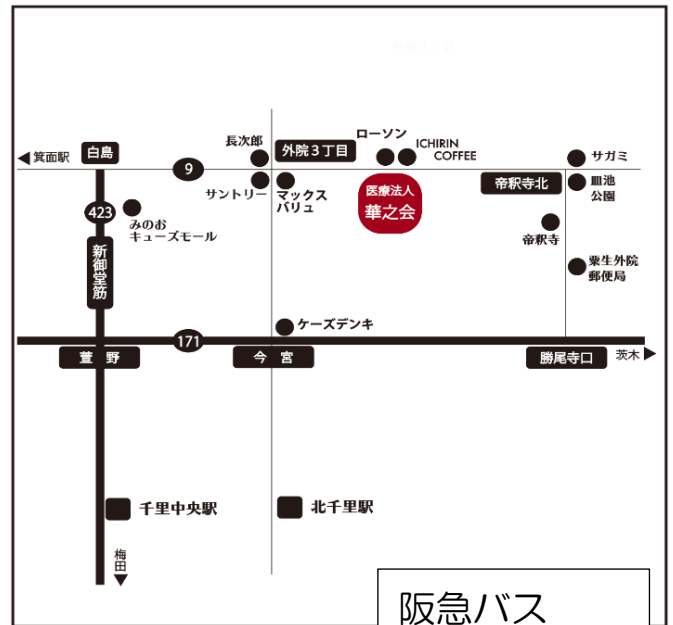 長次郎
外院３丁目
ローソン
ICHIRIN
COFFEE
箕面駅
白島
9
サガミ
サントリー
マックス
バリュ
医療法人
華之会
帝釈寺北
皿池
公園
423
みのお
キューズモール
帝釈寺
新御堂筋
粟生外院
郵便局
ケーズデンキ
171
萱野
今宮
勝尾寺口
茨木
千里中央駅
北千里駅
梅田
阪急バス